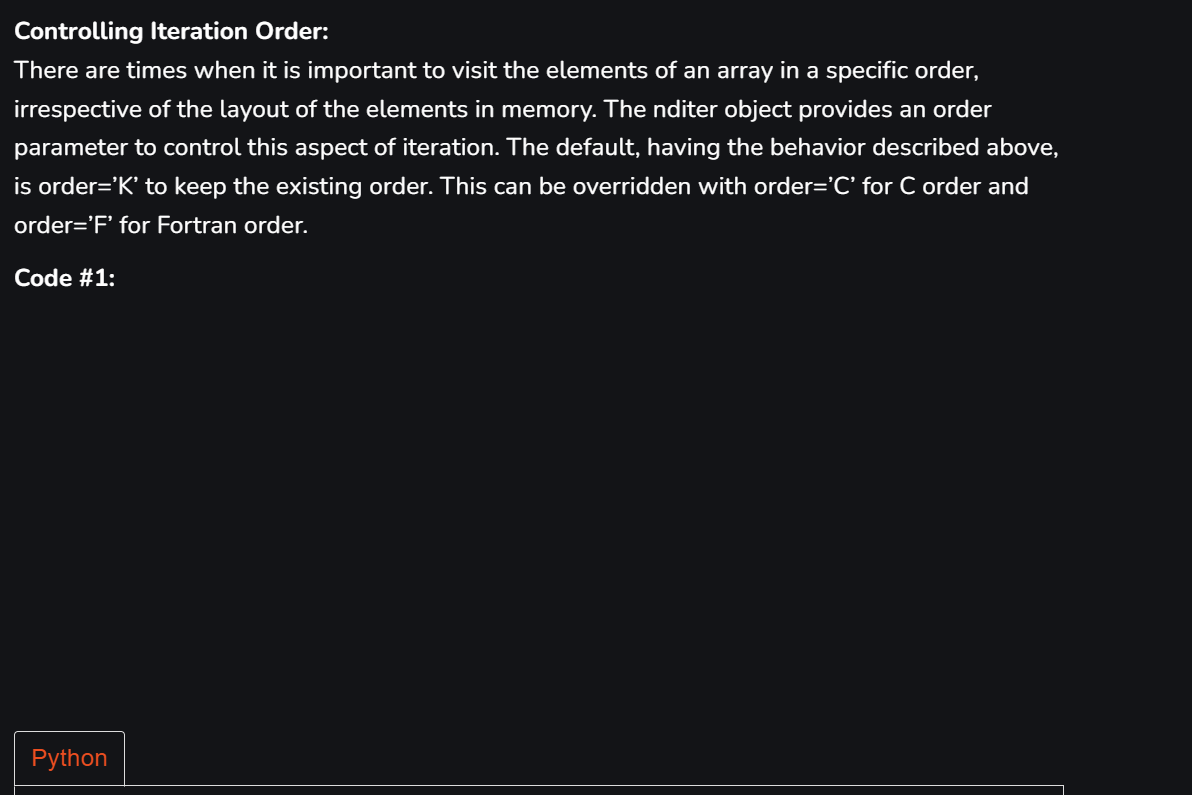 Controlling Iteration Order:
There are times when it is important to visit the elements of an array in a specific order,
irrespective of the layout of the elements in memory. The nditer object provides an order
parameter to control this aspect of iteration. The default, having the behavior described above,
is order=’K’ to keep the existing order. This can be overridden with order=’C’ for C order and
order=’F’ for Fortran order.
Code #1:
Python